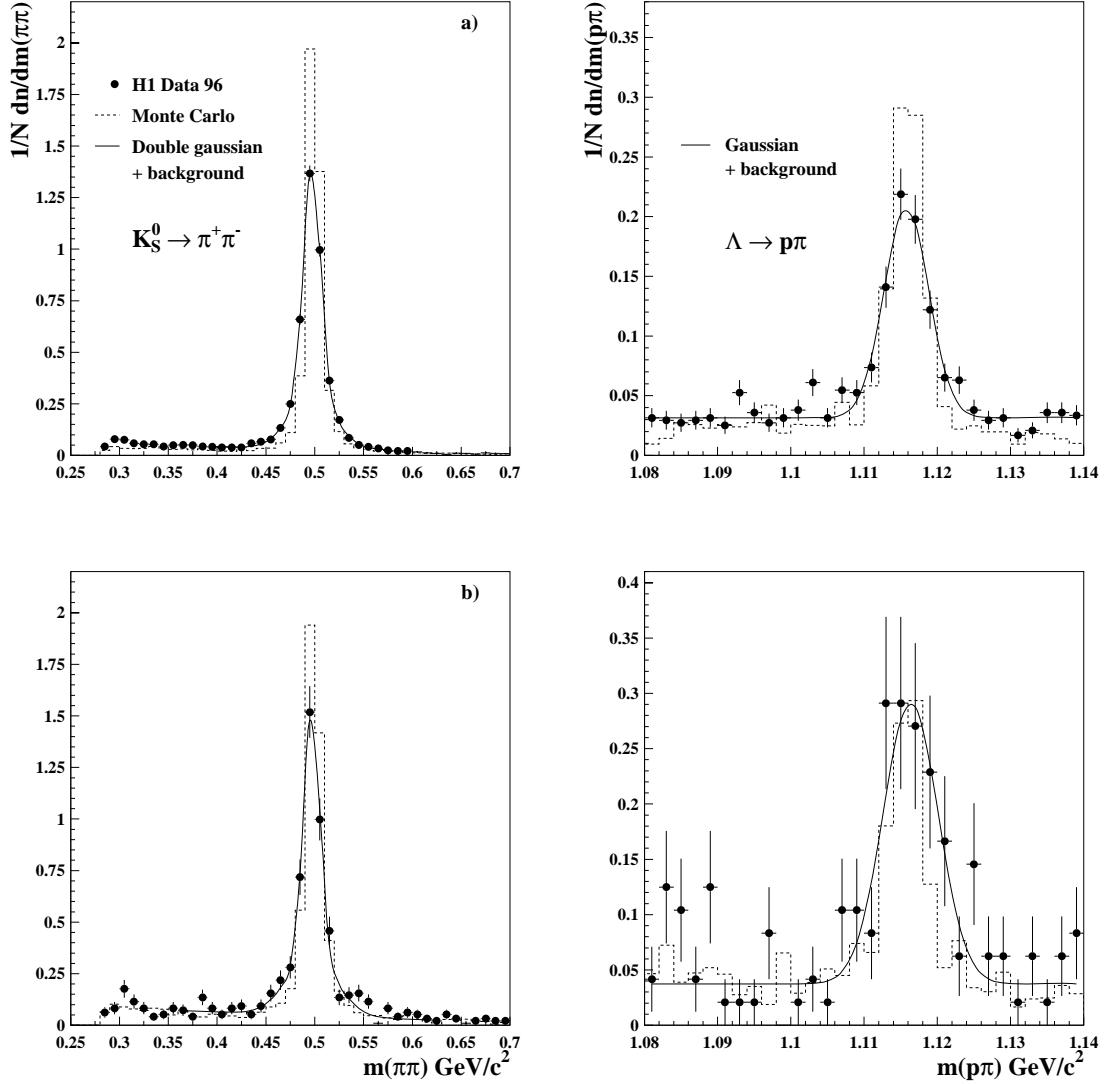 1/N dn/dm(ππ)
a)
2
1.75
1.5
1.25
1
0.75
0.5
0.25
0
● H1 Data 96
Monte Carlo
Double gaussian
+ background
K⁰_S → π⁺π⁻
0.25 0.3 0.35 0.4 0.45 0.5 0.55 0.6 0.65 0.7
1/N dn/dm(pπ)
0.35
0.3
0.25
0.2
0.15
0.1
0.05
0
Gaussian
+ background
Λ → pπ
1.08 1.09 1.1 1.11 1.12 1.13 1.14
b)
2
1.75
1.5
1.25
1
0.75
0.5
0.25
0
0.25 0.3 0.35 0.4 0.45 0.5 0.55 0.6 0.65 0.7
m(ππ) GeV/c²
0.4
0.35
0.3
0.25
0.2
0.15
0.1
0.05
0
1.08 1.09 1.1 1.11 1.12 1.13 1.14
m(pπ) GeV/c²